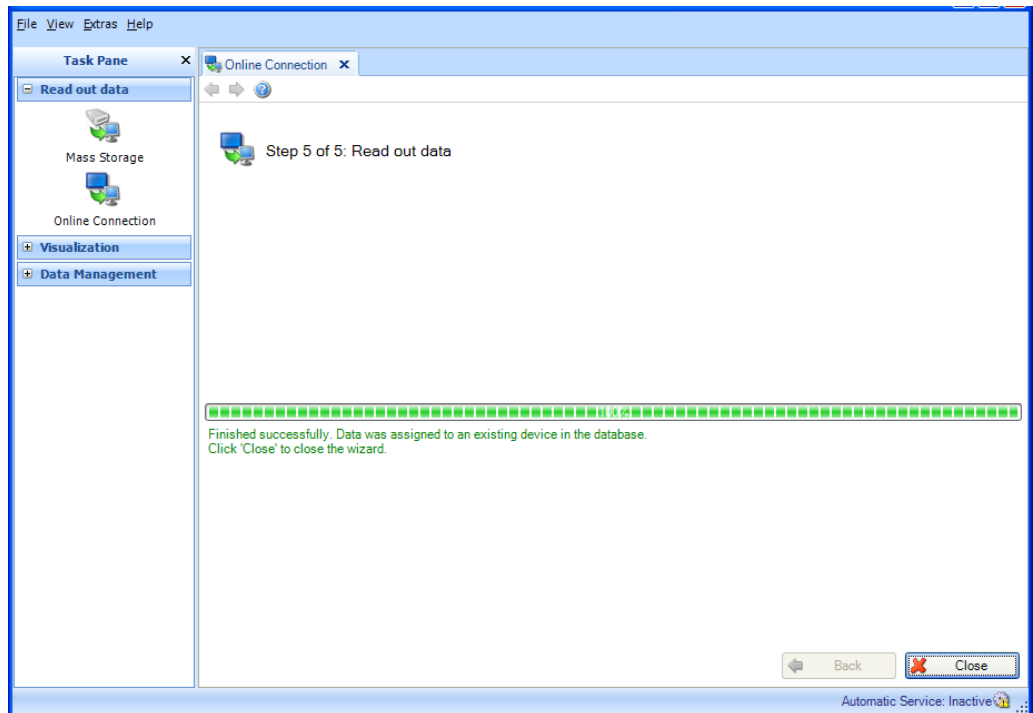 File View Extras Help
Task Pane
Online Connection
Read out data
Mass Storage
Online Connection
Visualization
Data Management
Step 5 of 5: Read out data
100%
Finished successfully. Data was assigned to an existing device in the database.
Click 'Close' to close the wizard.
Back
Close
Automatic Service: Inactive